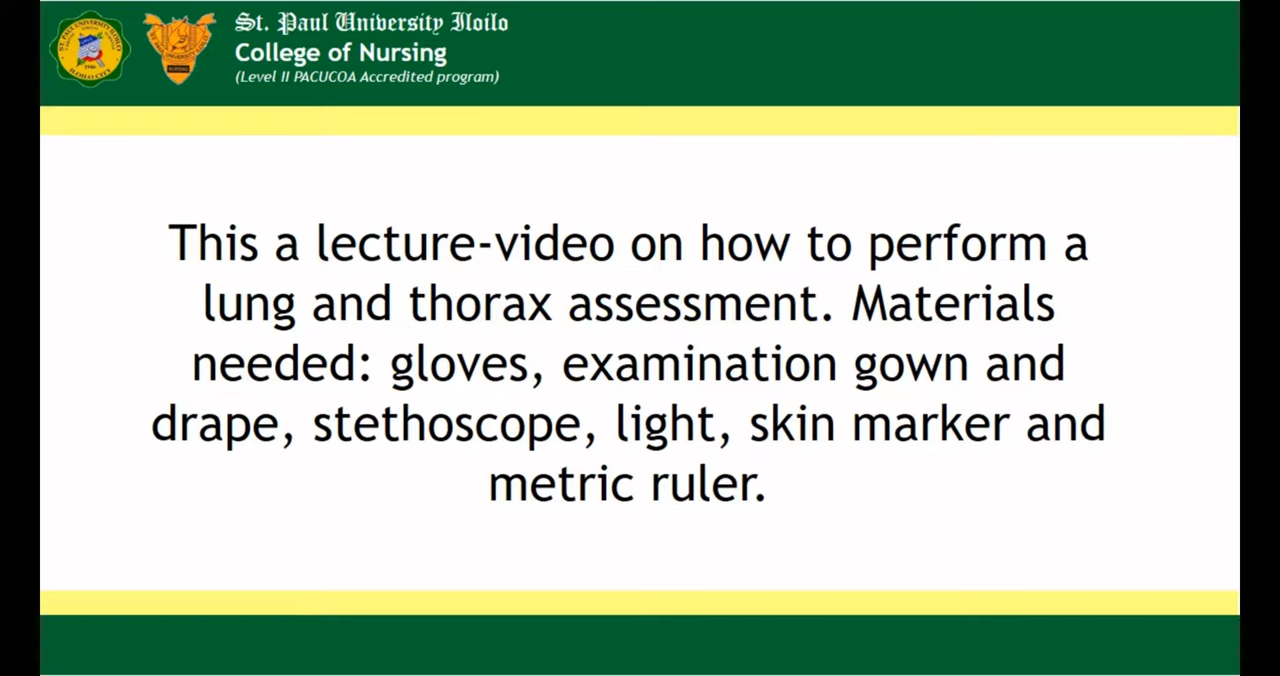 St. Paul University Iloilo
College of Nursing
(Level II PACUCOA Accredited program)
This a lecture-video on how to perform a
lung and thorax assessment. Materials
needed: gloves, examination gown and
drape, stethoscope, light, skin marker and
metric ruler.